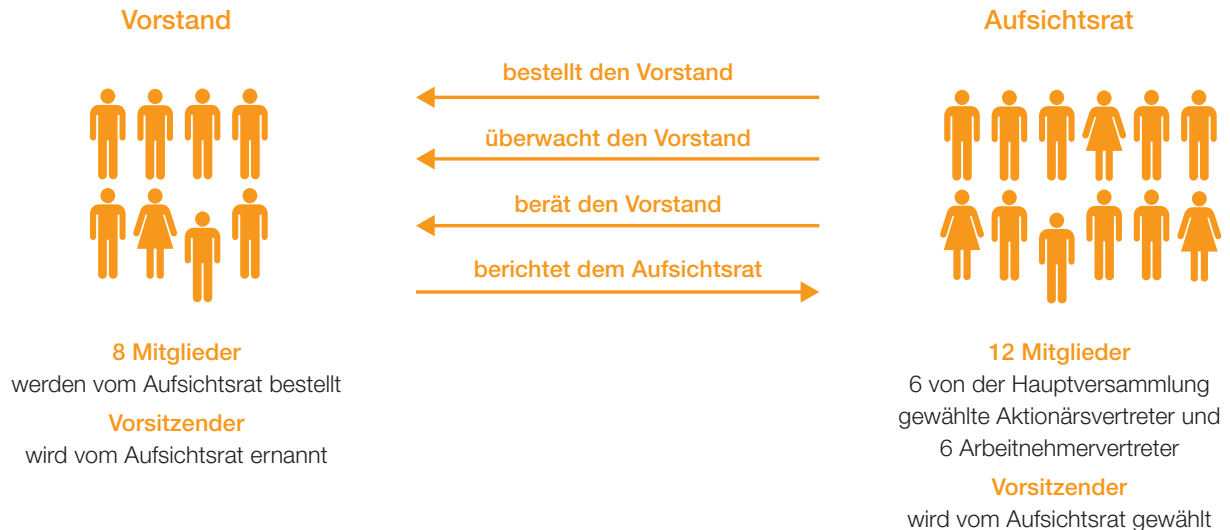 Vorstand
Aufsichtsrat
bestellt den Vorstand
überwacht den Vorstand
berät den Vorstand
berichtet dem Aufsichtsrat
8 Mitglieder
werden vom Aufsichtsrat bestellt
Vorsitzender
wird vom Aufsichtsrat ernannt
12 Mitglieder
6 von der Hauptversammlung
gewählte Aktionärsvertreter und
6 Arbeitnehmervertreter
Vorsitzender
wird vom Aufsichtsrat gewählt